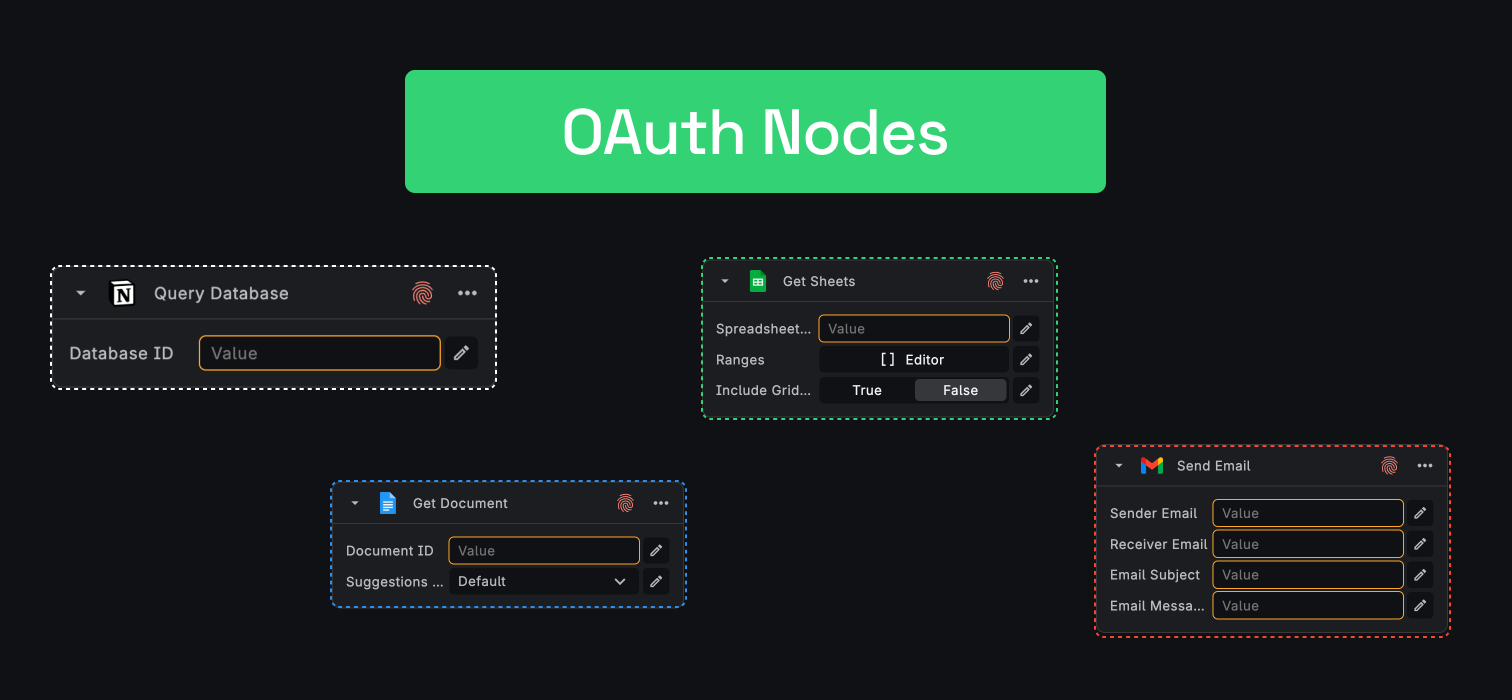 OAuth Nodes
Query Database
Database ID Value
Get Sheets
Spreadsheet... Value
Ranges [] Editor
Include Grid... True False
Get Document
Document ID Value
Suggestions ... Default
Send Email
Sender Email Value
Receiver Email Value
Email Subject Value
Email Messa... Value